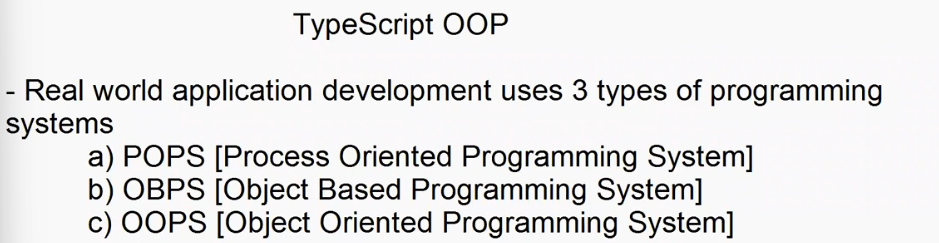 TypeScript OOP
- Real world application development uses 3 types of programming
systems
a) POPS [Process Oriented Programming System]
b) OBPS [Object Based Programming System]
c) OOPS [Object Oriented Programming System]